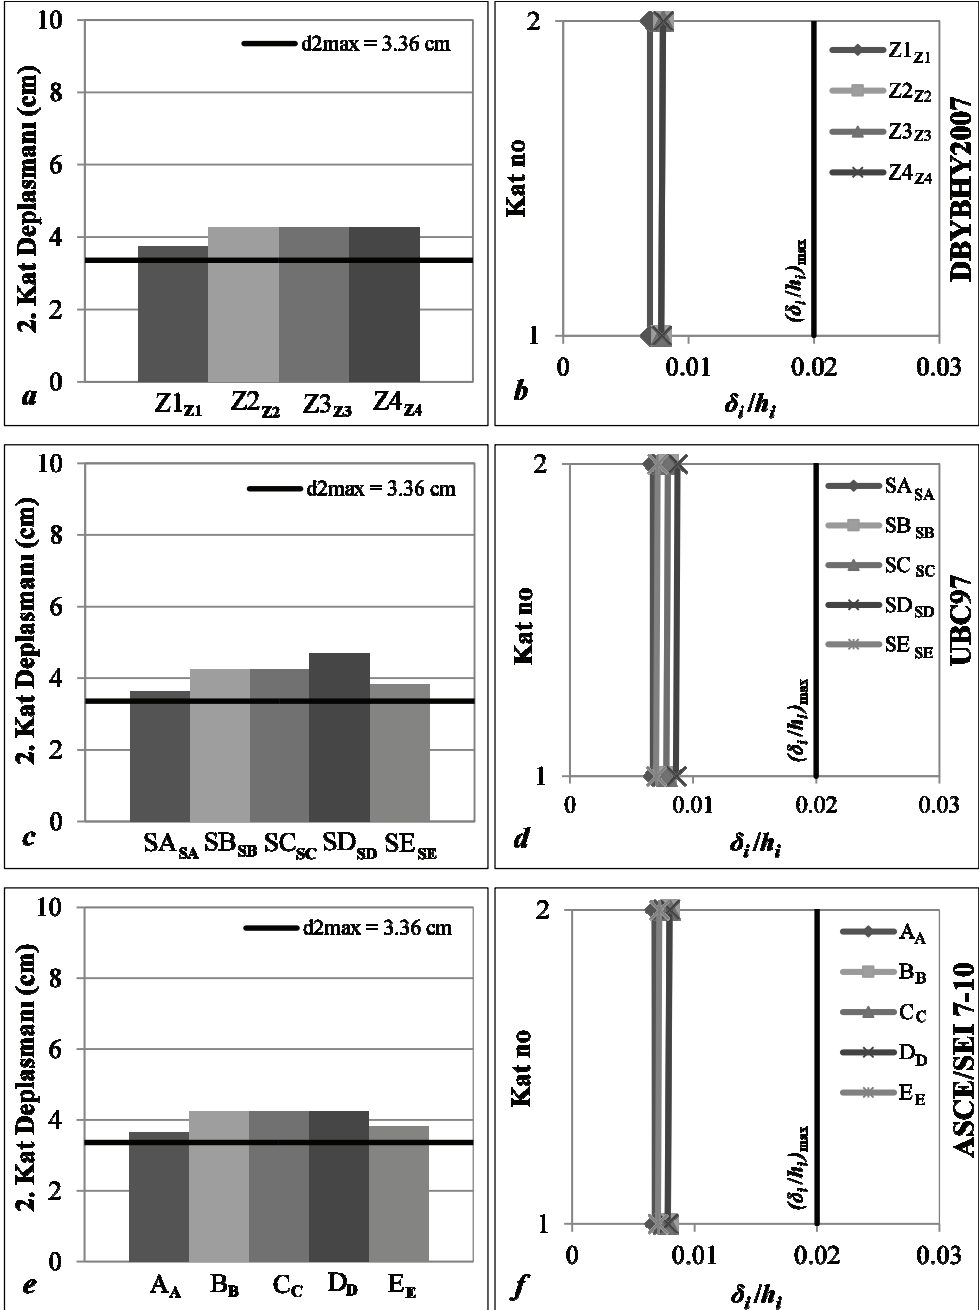 10
8
6
4
2
0
2. Kat Deplasmanı (cm)
d2max = 3.36 cm
Z1Z1 Z2Z2 Z3Z3 Z4Z4
a
2
1
Kat no
Z1Z1
Z2Z2
Z3Z3
Z4Z4
(δi/hi)max
0 0.01 0.02 0.03
δi/hi
b
DBYBHY2007
10
8
6
4
2
0
2. Kat Deplasmanı (cm)
d2max = 3.36 cm
SASA SBSB SCSC SDSD SESE
c
2
1
Kat no
SASA
SBSB
SCSC
SDSD
SESE
(δi/hi)max
0 0.01 0.02 0.03
δi/hi
d
UBC97
10
8
6
4
2
0
2. Kat Deplasmanı (cm)
d2max = 3.36 cm
AA BB CC DD EE
e
2
1
Kat no
AA
BB
CC
DD
EE
(δi/hi)max
0 0.01 0.02 0.03
δi/hi
f
ASCE/SEI 7-10